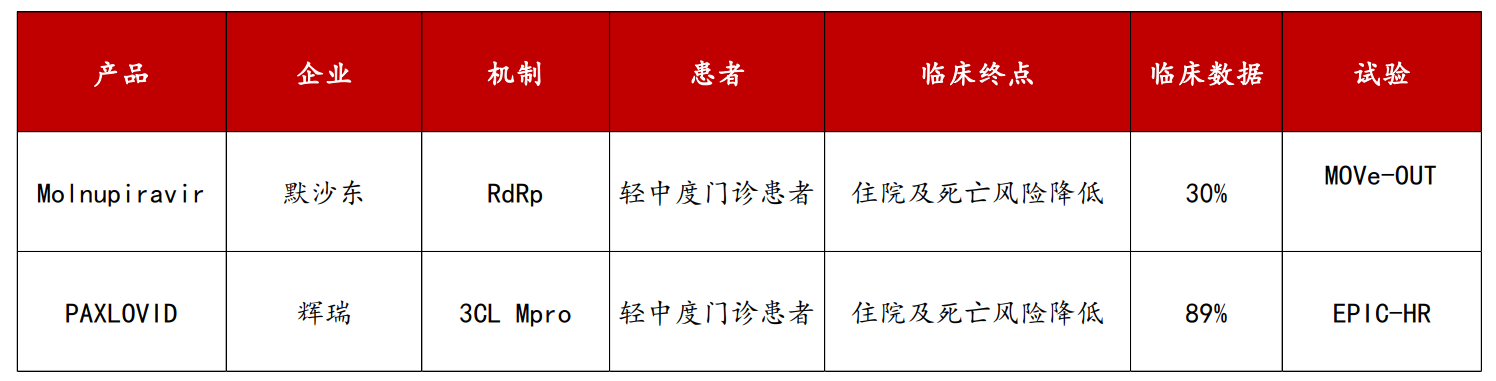 产品 企业 机制 患者 临床终点 临床数据 试验
Molnupiravir 默沙东 RdRp 轻中度门诊患者 住院及死亡风险降低 30% MOVe-OUT
PAXLOVID 辉瑞 3CL Mpro 轻中度门诊患者 住院及死亡风险降低 89% EPIC-HR